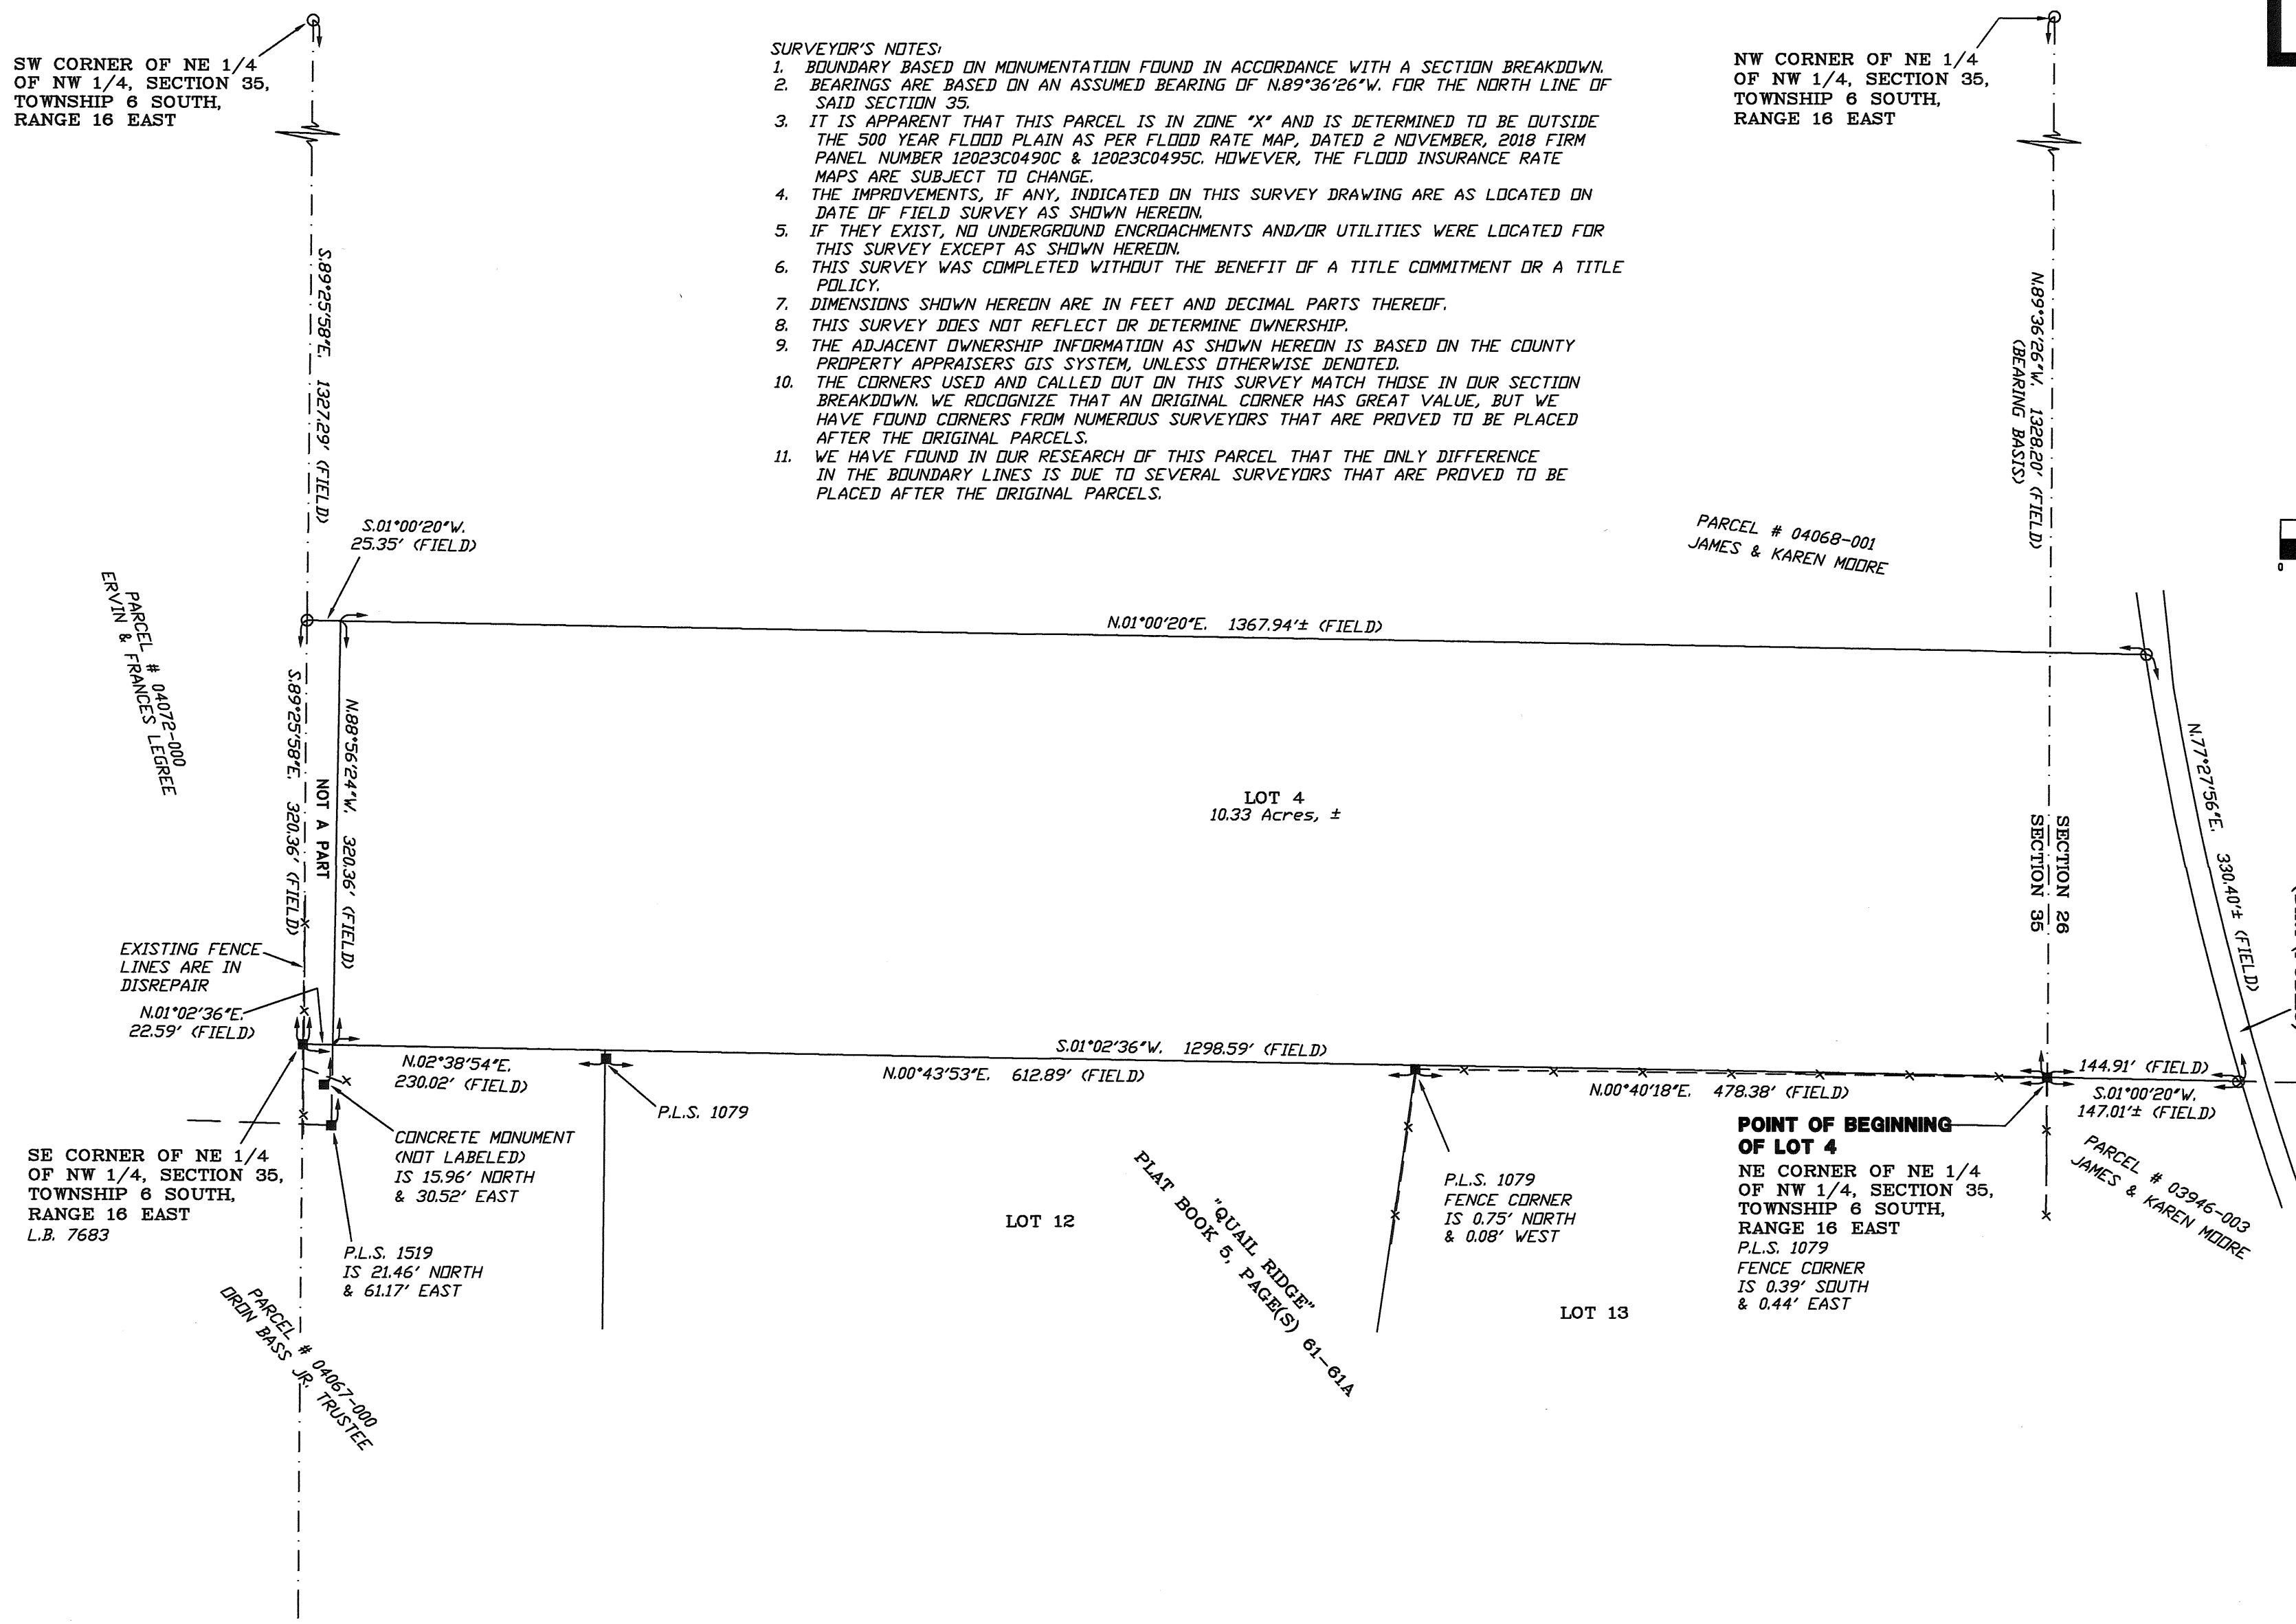 SW CORNER OF NE 1/4
OF NW 1/4, SECTION 35,
TOWNSHIP 6 SOUTH,
RANGE 16 EAST
SURVEYOR'S NOTES:
1. BOUNDARY BASED ON MONUMENTATION FOUND IN ACCORDANCE WITH A SECTION BREAKDOWN.
2. BEARINGS ARE BASED ON AN ASSUMED BEARING OF N.89°36'26"W. FOR THE NORTH LINE OF
SAID SECTION 35.
3. IT IS APPARENT THAT THIS PARCEL IS IN ZONE "X" AND IS DETERMINED TO BE OUTSIDE
THE 500 YEAR FLOOD PLAIN AS PER FLOOD RATE MAP, DATED 2 NOVEMBER, 2018 FIRM
PANEL NUMBER 12023C0490C & 12023C0495C. HOWEVER, THE FLOOD INSURANCE RATE
MAPS ARE SUBJECT TO CHANGE.
4. THE IMPROVEMENTS, IF ANY, INDICATED ON THIS SURVEY DRAWING ARE AS LOCATED ON
DATE OF FIELD SURVEY AS SHOWN HEREON.
5. IF THEY EXIST, NO UNDERGROUND ENCROACHMENTS AND/OR UTILITIES WERE LOCATED FOR
THIS SURVEY EXCEPT AS SHOWN HEREON.
6. THIS SURVEY WAS COMPLETED WITHOUT THE BENEFIT OF A TITLE COMMITMENT OR A TITLE
POLICY.
7. DIMENSIONS SHOWN HEREON ARE IN FEET AND DECIMAL PARTS THEREOF.
8. THIS SURVEY DOES NOT REFLECT OR DETERMINE OWNERSHIP.
9. THE ADJACENT OWNERSHIP INFORMATION AS SHOWN HEREON IS BASED ON THE COUNTY
PROPERTY APPRAISERS GIS SYSTEM, UNLESS OTHERWISE DENOTED.
10. THE CORNERS USED AND CALLED OUT ON THIS SURVEY MATCH THOSE IN OUR SECTION
BREAKDOWN. WE ROCOGNIZE THAT AN ORIGINAL CORNER HAS GREAT VALUE, BUT WE
HAVE FOUND CORNERS FROM NUMEROUS SURVEYORS THAT ARE PROVED TO BE PLACED
AFTER THE ORIGINAL PARCELS.
11. WE HAVE FOUND IN OUR RESEARCH OF THIS PARCEL THAT THE ONLY DIFFERENCE
IN THE BOUNDARY LINES IS DUE TO SEVERAL SURVEYORS THAT ARE PROVED TO BE
PLACED AFTER THE ORIGINAL PARCELS.
NW CORNER OF NE 1/4
OF NW 1/4, SECTION 35,
TOWNSHIP 6 SOUTH,
RANGE 16 EAST
S.89°25'58"E. 1327.29' (FIELD)
N.89°36'26"W. 1328.20' (FIELD)
(BEARING BASIS)
S.01°00'20"W.
25.35' (FIELD)
PARCEL # 04068-001
JAMES & KAREN MOORE
0
PARCEL # 04072-000
ERVIN & FRANCES LEGREE
N.01°00'20"E. 1367.94'± (FIELD)
S.89°25'58"E. 320.36' (FIELD)
NOT A PART
N.88°56'24"W. 320.36' (FIELD)
LOT 4
10.33 Acres, ±
SECTION 26
SECTION 35
N.77°27'56"E. 330.40'± (FIELD)
EXISTING FENCE
LINES ARE IN
DISREPAIR
N.01°02'36"E.
22.59' (FIELD)
S.01°02'36"W. 1298.59' (FIELD)
N.02°38'54"E.
230.02' (FIELD)
N.00°43'53"E. 612.89' (FIELD)
N.00°40'18"E. 478.38' (FIELD)
144.91' (FIELD)
S.01°00'20"W.
147.01'± (FIELD)
P.L.S. 1079
CONCRETE MONUMENT
(NOT LABELED)
IS 15.96' NORTH
& 30.52' EAST
SE CORNER OF NE 1/4
OF NW 1/4, SECTION 35,
TOWNSHIP 6 SOUTH,
RANGE 16 EAST
L.B. 7683
P.L.S. 1519
IS 21.46' NORTH
& 61.17' EAST
LOT 12
"QUAIL RIDGE"
PLAT BOOK 5, PAGE(S) 61-61A
P.L.S. 1079
FENCE CORNER
IS 0.75' NORTH
& 0.08' WEST
LOT 13
POINT OF BEGINNING
OF LOT 4
NE CORNER OF NE 1/4
OF NW 1/4, SECTION 35,
TOWNSHIP 6 SOUTH,
RANGE 16 EAST
P.L.S. 1079
FENCE CORNER
IS 0.39' SOUTH
& 0.44' EAST
PARCEL # 03946-003
JAMES & KAREN MOORE
PARCEL # 04067-000
ORON BASS JR. TRUSTEE